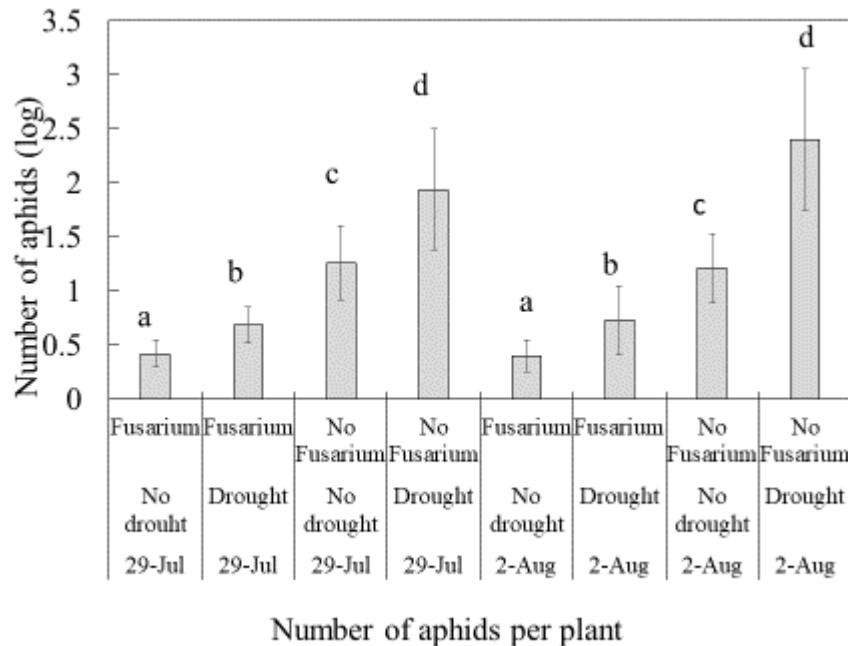 3.5
3
2.5
2
1.5
1
0.5
0
Number of aphids (log)
a
b
c
d
a
b
c
d
Fusarium Fusarium No Fusarium No Fusarium Fusarium Fusarium No Fusarium No Fusarium
No drouht Drought No drought Drought No drought Drought No drought Drought
29-Jul 29-Jul 29-Jul 29-Jul 2-Aug 2-Aug 2-Aug 2-Aug
Number of aphids per plant